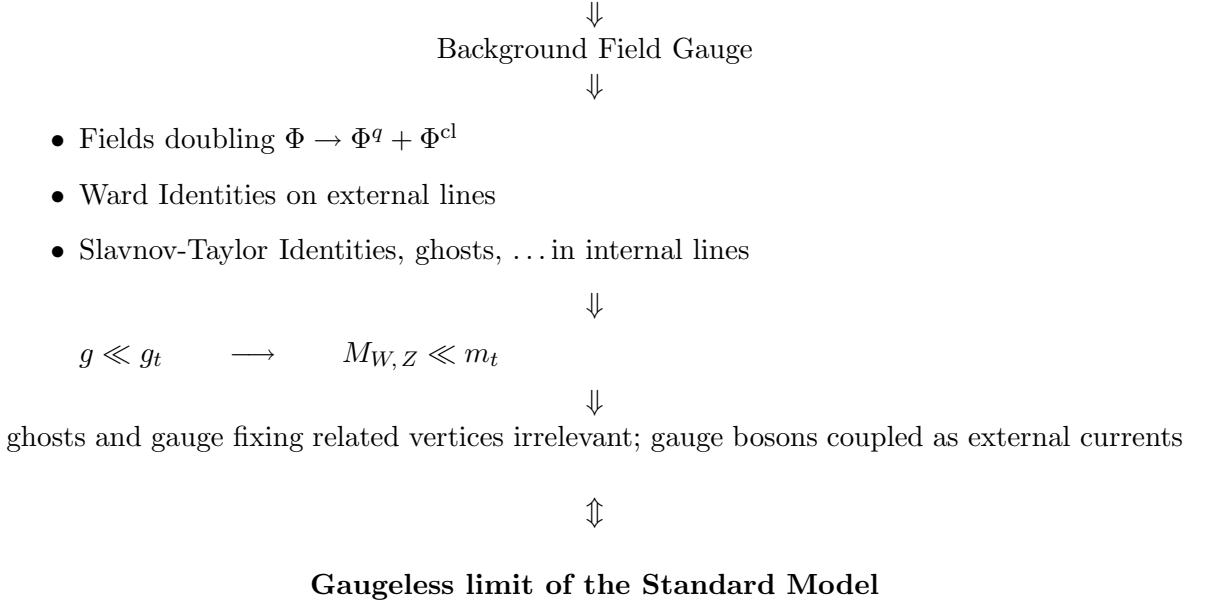 ⇓
Background Field Gauge
⇓
• Fields doubling Φ → Φ^q + Φ^cl
• Ward Identities on external lines
• Slavnov-Taylor Identities, ghosts, … in internal lines
⇓
g ≪ g_t ⟶ M_{W, Z} ≪ m_t
⇓
ghosts and gauge fixing related vertices irrelevant; gauge bosons coupled as external currents
⇕
Gaugeless limit of the Standard Model